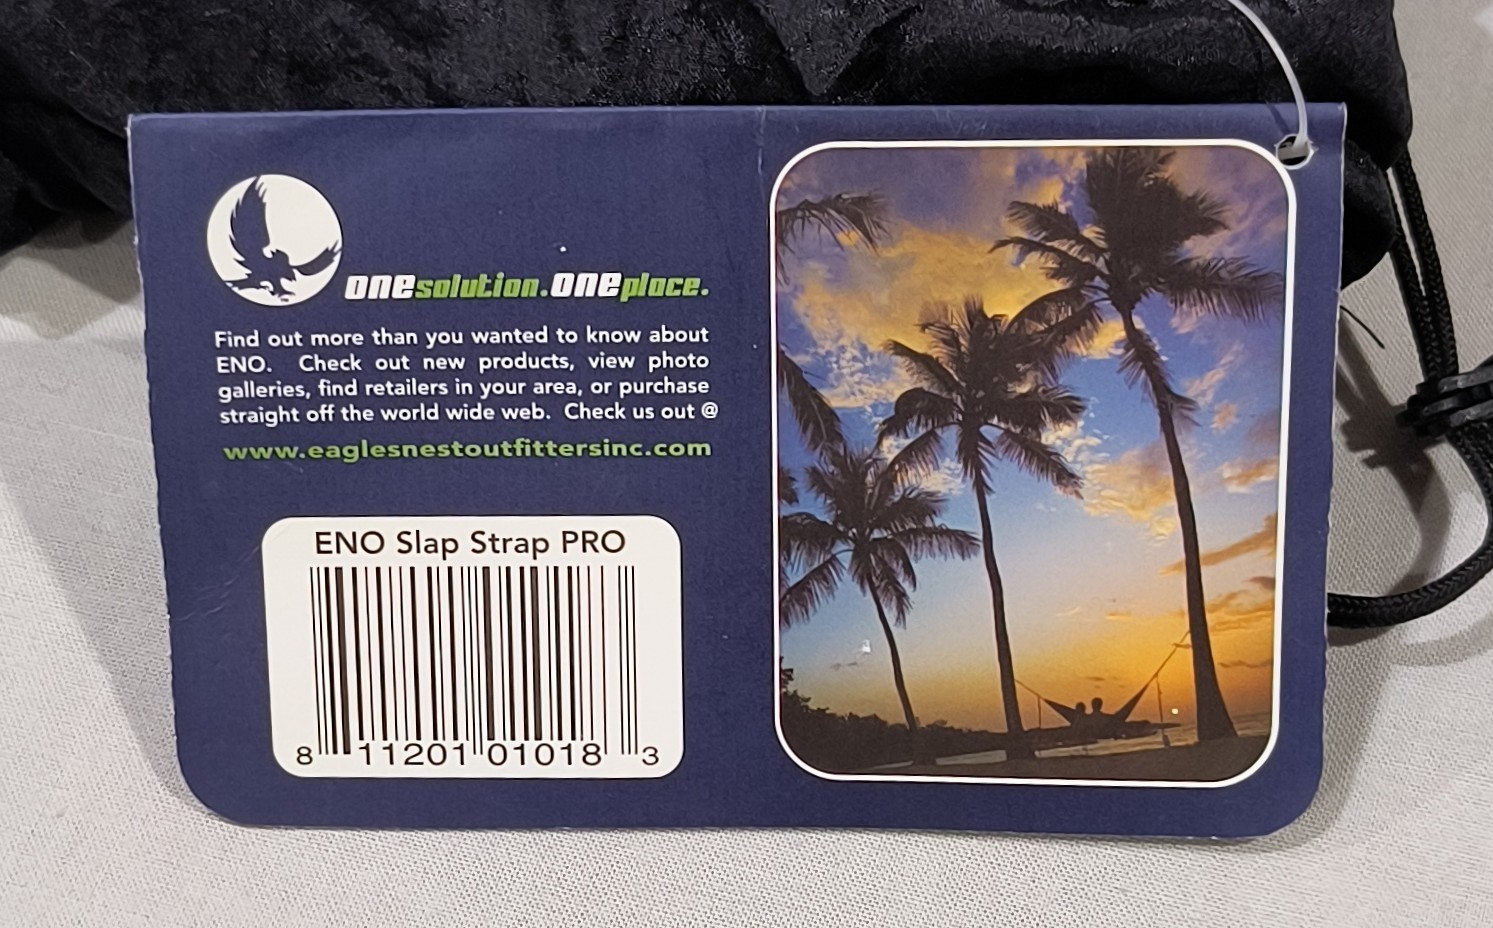 ONEsolution.ONEplace.
Find out more than you wanted to know about
ENO. Check out new products, view photo
galleries, find retailers in your area, or purchase
straight off the world wide web. Check us out @
www.eaglesnestoutfittersinc.com
ENO Slap Strap PRO
8 11201 01018 3